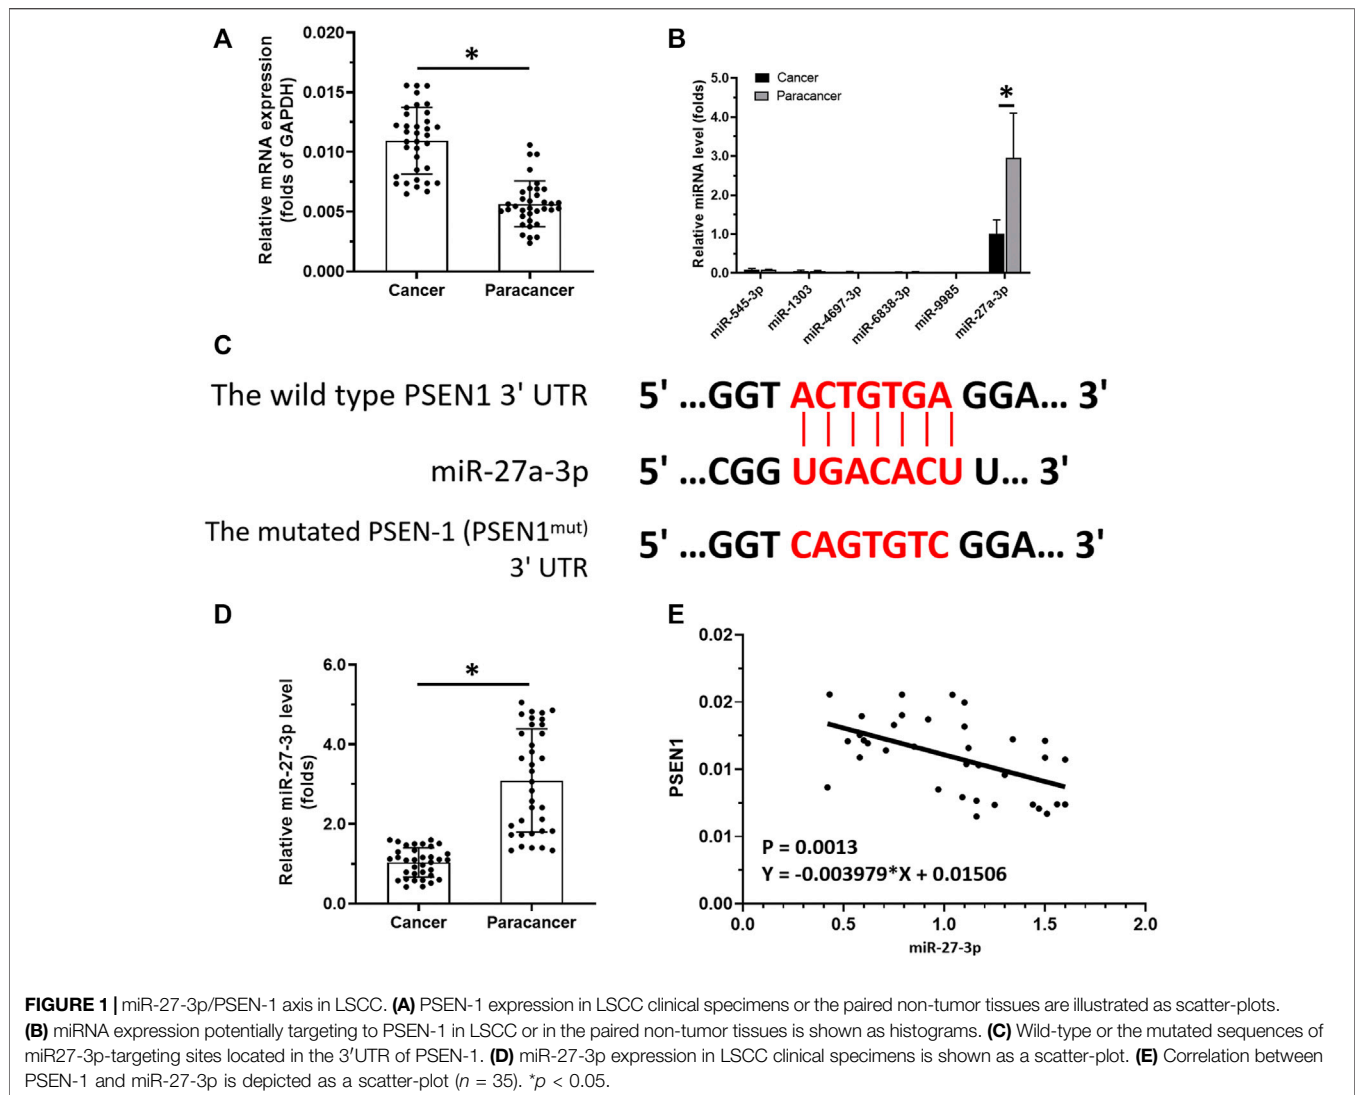 A
Relative mRNA expression
(folds of GAPDH)
0.020
0.015
0.010
0.005
0.000
*
Cancer
Paracancer
B
Relative miRNA level (folds)
5.0
4.0
3.0
2.0
1.0
0.0
Cancer
Paracancer
*
miR-545-3p
miR-1303
miR-4697-3p
miR-6838-3p
miR-9985
miR-27a-3p
C
The wild type PSEN1 3' UTR
5' ...GGT ACTGTGA GGA... 3'
miR-27a-3p
5' ...CGG UGACACU U... 3'
The mutated PSEN-1 (PSEN1mut)
3' UTR
5' ...GGT CAGTGTC GGA... 3'
D
Relative miR-27-3p level
(folds)
6.0
4.0
2.0
0.0
*
Cancer
Paracancer
E
PSEN1
0.02
0.02
0.01
0.01
0.00
P = 0.0013
Y = -0.003979*X + 0.01506
0.0
0.5
1.0
1.5
2.0
miR-27-3p
FIGURE 1 | miR-27-3p/PSEN-1 axis in LSCC. (A) PSEN-1 expression in LSCC clinical specimens or the paired non-tumor tissues are illustrated as scatter-plots.
(B) miRNA expression potentially targeting to PSEN-1 in LSCC or in the paired non-tumor tissues is shown as histograms. (C) Wild-type or the mutated sequences of
miR27-3p-targeting sites located in the 3′UTR of PSEN-1. (D) miR-27-3p expression in LSCC clinical specimens is shown as a scatter-plot. (E) Correlation between
PSEN-1 and miR-27-3p is depicted as a scatter-plot (n = 35). *p < 0.05.